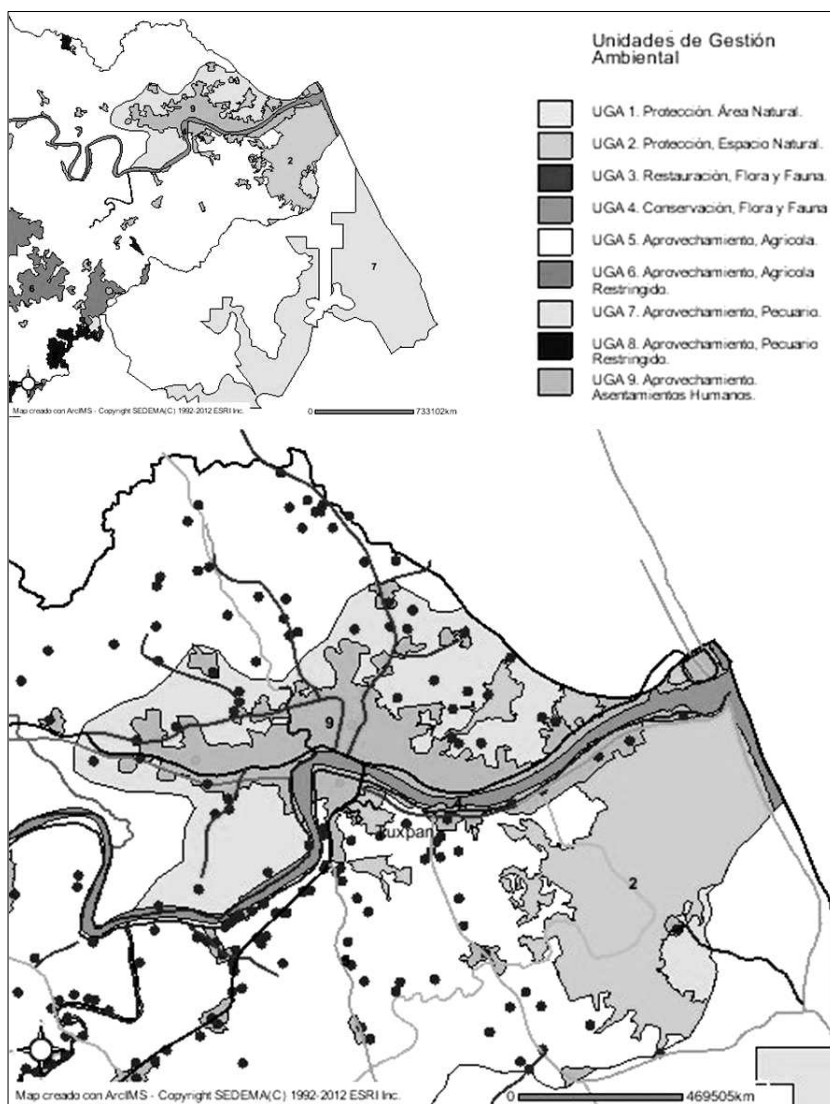 Unidades de Gestión
Ambiental
UGA 1. Protección. Área Natural.
UGA 2. Protección, Espacio Natural.
UGA 3. Restauración, Flora y Fauna.
UGA 4. Conservación, Flora y Fauna
UGA 5. Aprovechamiento, Agrícola.
UGA 6. Aprovechamiento, Agrícola
Restringido.
UGA 7. Aprovechamiento, Pecuario.
UGA 8. Aprovechamiento, Pecuario
Restringido.
UGA 9. Aprovechamiento.
Asentamientos Humanos.
9
2
7
6
Map creado con ArcIMS - Copyright SEDEMA(C) 1992-2012 ESRI Inc.
0 733102km
9
Tuxpan
2
Map creado con ArcIMS - Copyright SEDEMA(C) 1992-2012 ESRI Inc.
0 469505km